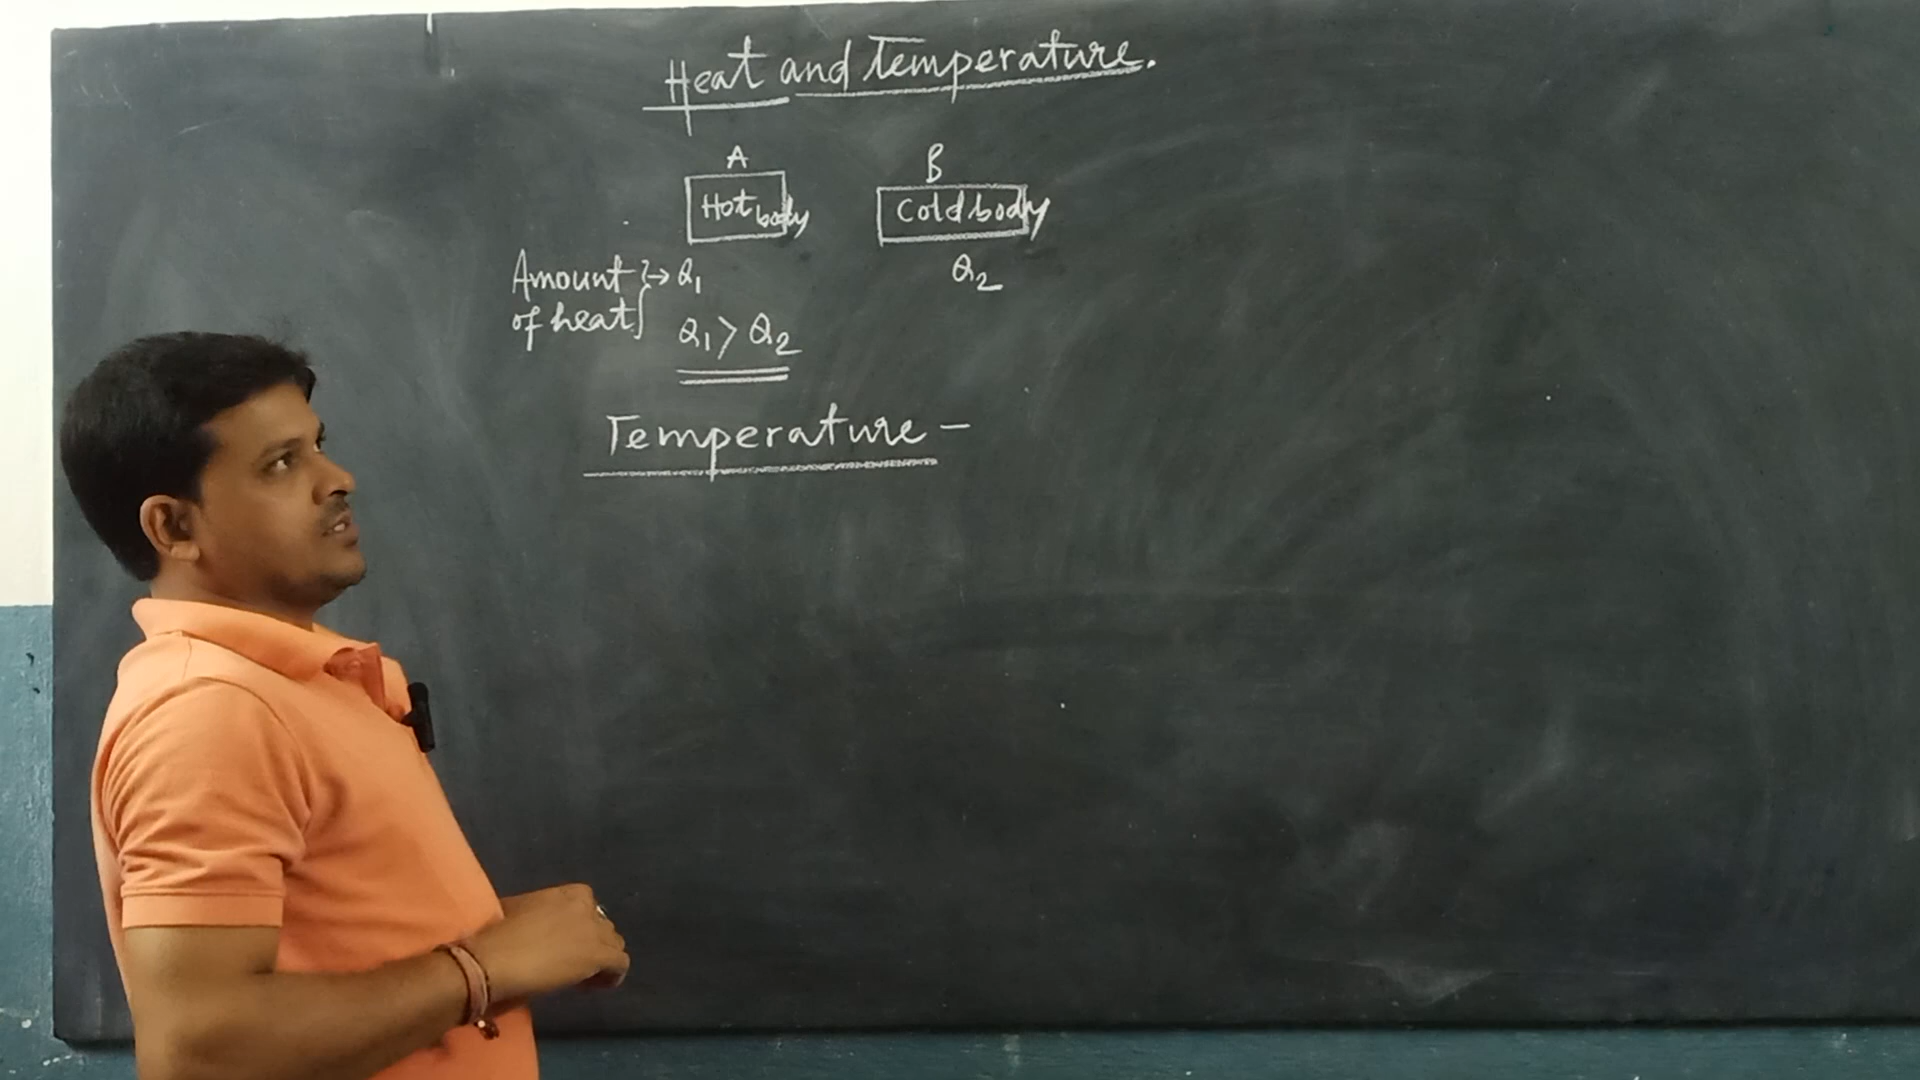 Heat and Temperature.
A B
Hot body Cold body
Amount of heat } → Q1 Q2
Q1 > Q2
Temperature -